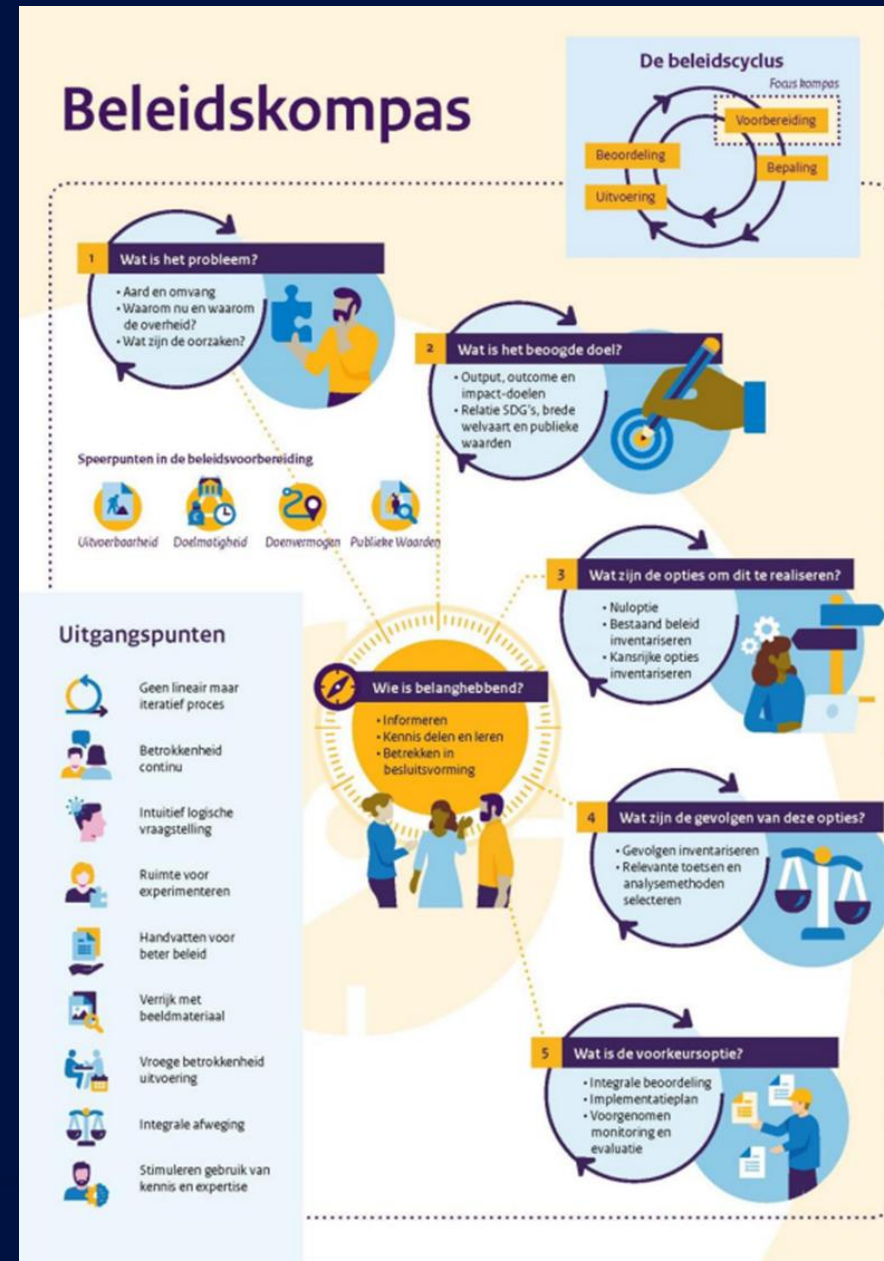 Beleidskompas
De beleidscyclus
Focus kompas
Voorbereiding
Beoordeling
Bepaling
Uitvoering
1 Wat is het probleem?
• Aard en omvang
• Waarom nu en waarom
de overheid?
• Wat zijn de oorzaken?
2 Wat is het beoogde doel?
• Output, outcome en
impact-doelen
• Relatie SDG's, brede
welvaart en publieke
waarden
Speerpunten in de beleidsvoorbereiding
Uitvoerbaarheid Doelmatigheid Doenvermogen Publieke Waarden
3 Wat zijn de opties om dit te realiseren?
• Nuloptie
• Bestaand beleid
inventariseren
• Kansrijke opties
inventariseren
Wie is belanghebbend?
• Informeren
• Kennis delen en leren
• Betrekken in
besluitsvorming
4 Wat zijn de gevolgen van deze opties?
• Gevolgen inventariseren
• Relevante toetsen en
analysemethoden
selecteren
5 Wat is de voorkeursoptie?
• Integrale beoordeling
• Implementatieplan
• Voorgenomen
monitoring en
evaluatie
Uitgangspunten
Geen lineair maar
iteratief proces
Betrokkenheid
continu
Intuitief logische
vraagstelling
Ruimte voor
experimenteren
Handvatten voor
beter beleid
Verrijk met
beeldmateriaal
Vroege betrokkenheid
uitvoering
Integrale afweging
Stimuleren gebruik van
kennis en expertise